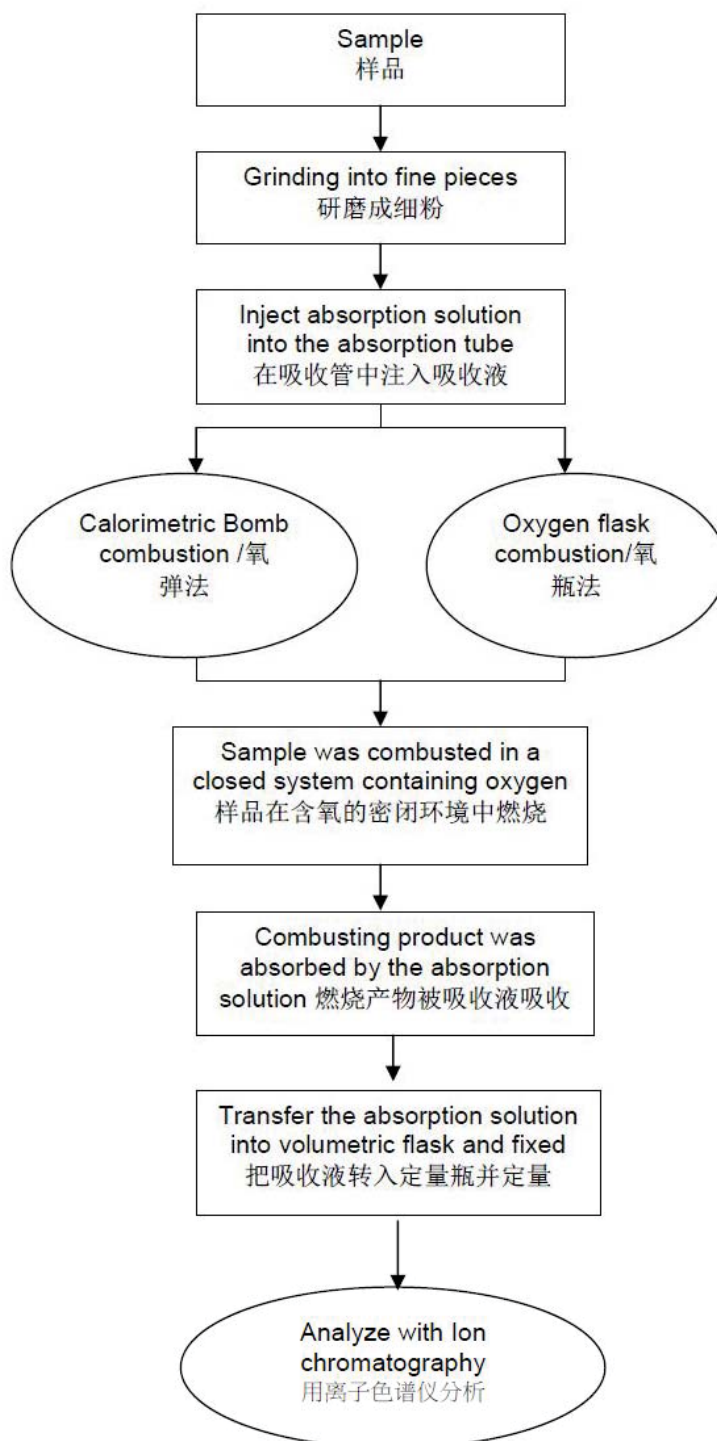 Sample
样品
Grinding into fine pieces
研磨成细粉
Inject absorption solution
into the absorption tube
在吸收管中注入吸收液
Calorimetric Bomb
combustion /氧
弹法
Oxygen flask
combustion/氧
瓶法
Sample was combusted in a
closed system containing oxygen
样品在含氧的密闭环境中燃烧
Combusting product was
absorbed by the absorption
solution 燃烧产物被吸收液吸收
Transfer the absorption solution
into volumetric flask and fixed
把吸收液转入定量瓶并定量
Analyze with Ion
chromatography
用离子色谱仪分析